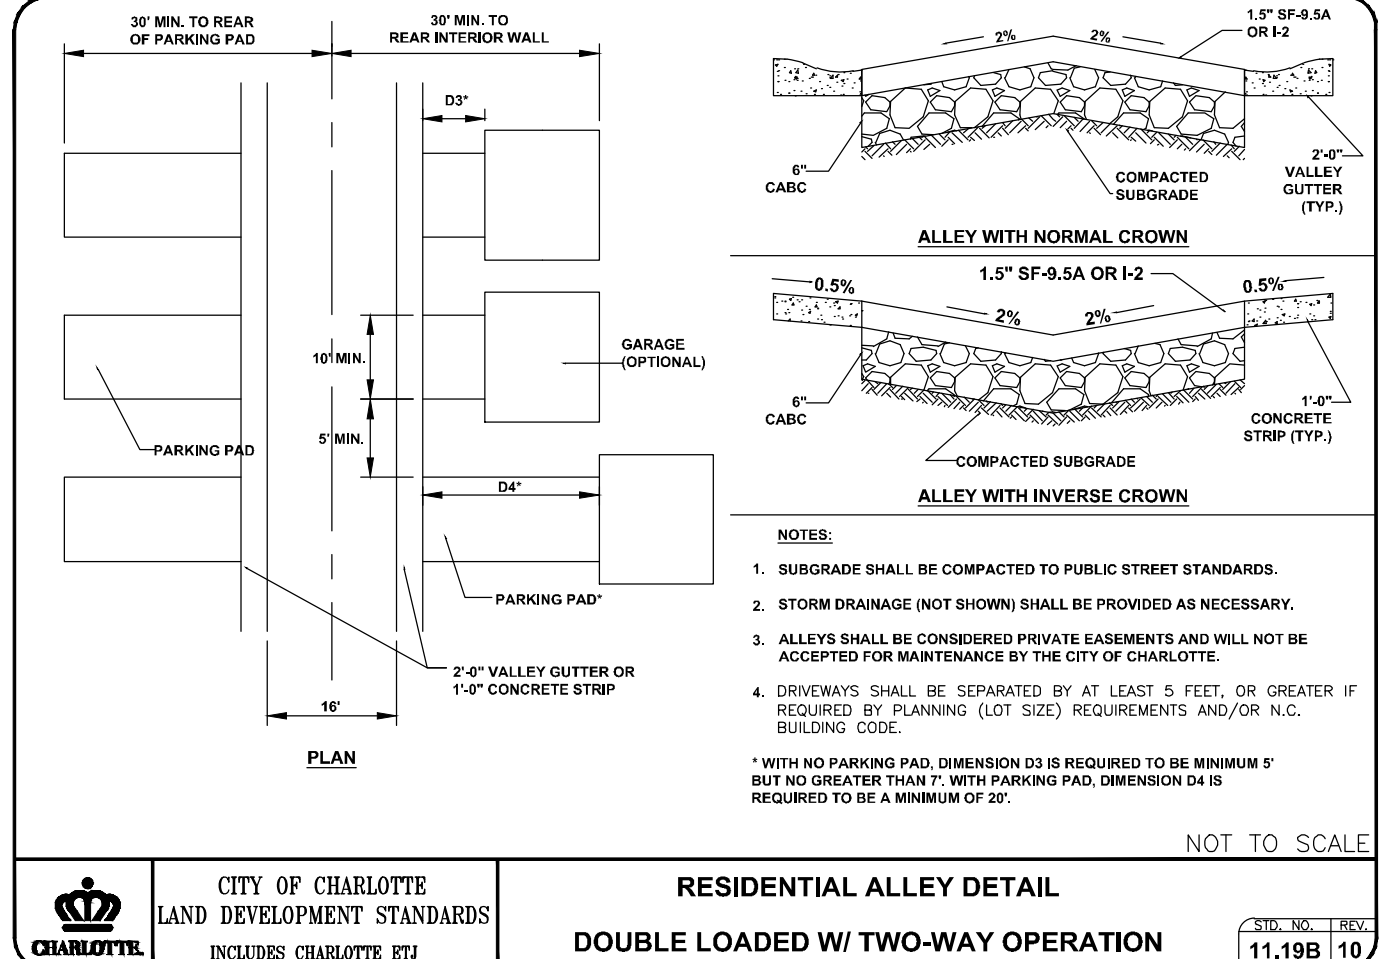 30' MIN. TO REAR
OF PARKING PAD
30' MIN. TO
REAR INTERIOR WALL
D3*
10' MIN.
5' MIN.
GARAGE
(OPTIONAL)
PARKING PAD
D4*
PARKING PAD*
2'-0" VALLEY GUTTER OR
1'-0" CONCRETE STRIP
16'
PLAN
1.5" SF-9.5A
OR I-2
2%
2%
6"
CABC
COMPACTED
SUBGRADE
2'-0"
VALLEY
GUTTER
(TYP.)
ALLEY WITH NORMAL CROWN
1.5" SF-9.5A OR I-2
0.5%
0.5%
2%
2%
6"
CABC
1'-0"
CONCRETE
STRIP (TYP.)
COMPACTED SUBGRADE
ALLEY WITH INVERSE CROWN
NOTES:
1. SUBGRADE SHALL BE COMPACTED TO PUBLIC STREET STANDARDS.
2. STORM DRAINAGE (NOT SHOWN) SHALL BE PROVIDED AS NECESSARY.
3. ALLEYS SHALL BE CONSIDERED PRIVATE EASEMENTS AND WILL NOT BE
ACCEPTED FOR MAINTENANCE BY THE CITY OF CHARLOTTE.
4. DRIVEWAYS SHALL BE SEPARATED BY AT LEAST 5 FEET, OR GREATER IF
REQUIRED BY PLANNING (LOT SIZE) REQUIREMENTS AND/OR N.C.
BUILDING CODE.
* WITH NO PARKING PAD, DIMENSION D3 IS REQUIRED TO BE MINIMUM 5'
BUT NO GREATER THAN 7'. WITH PARKING PAD, DIMENSION D4 IS
REQUIRED TO BE A MINIMUM OF 20'.
NOT TO SCALE
CHARLOTTE.
CITY OF CHARLOTTE
LAND DEVELOPMENT STANDARDS
INCLUDES CHARLOTTE ETJ
RESIDENTIAL ALLEY DETAIL
DOUBLE LOADED W/ TWO-WAY OPERATION
STD. NO. REV.
11.19B 10